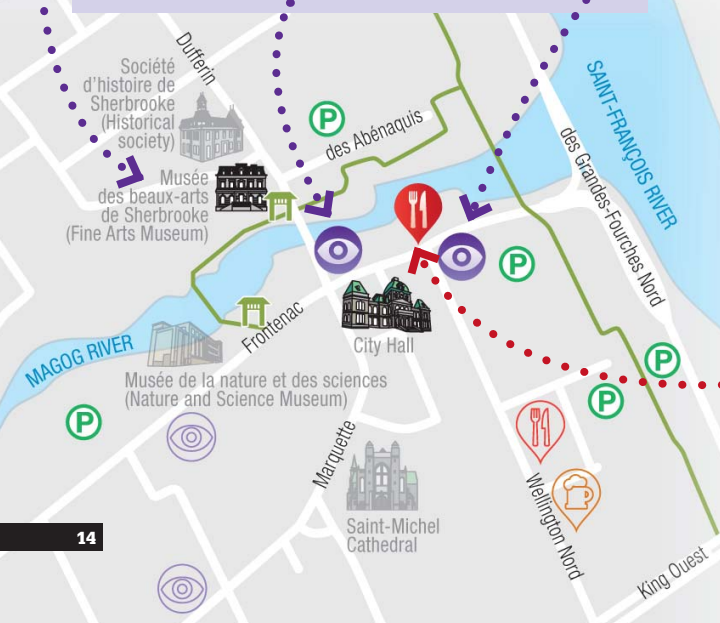 Dufferin
Société
d'histoire de
Sherbrooke
(Historical
society)
P
des Abénaquis
SAINT-FRANÇOIS RIVER
des Grandes-Fourches Nord
Musée
des beaux-arts
de Sherbrooke
(Fine Arts Museum)
P
Frontenac
City Hall
MAGOG RIVER
Musée de la nature et des sciences
(Nature and Science Museum)
P
P
P
Marquette
Wellington Nord
Saint-Michel
Cathedral
14
King Ouest